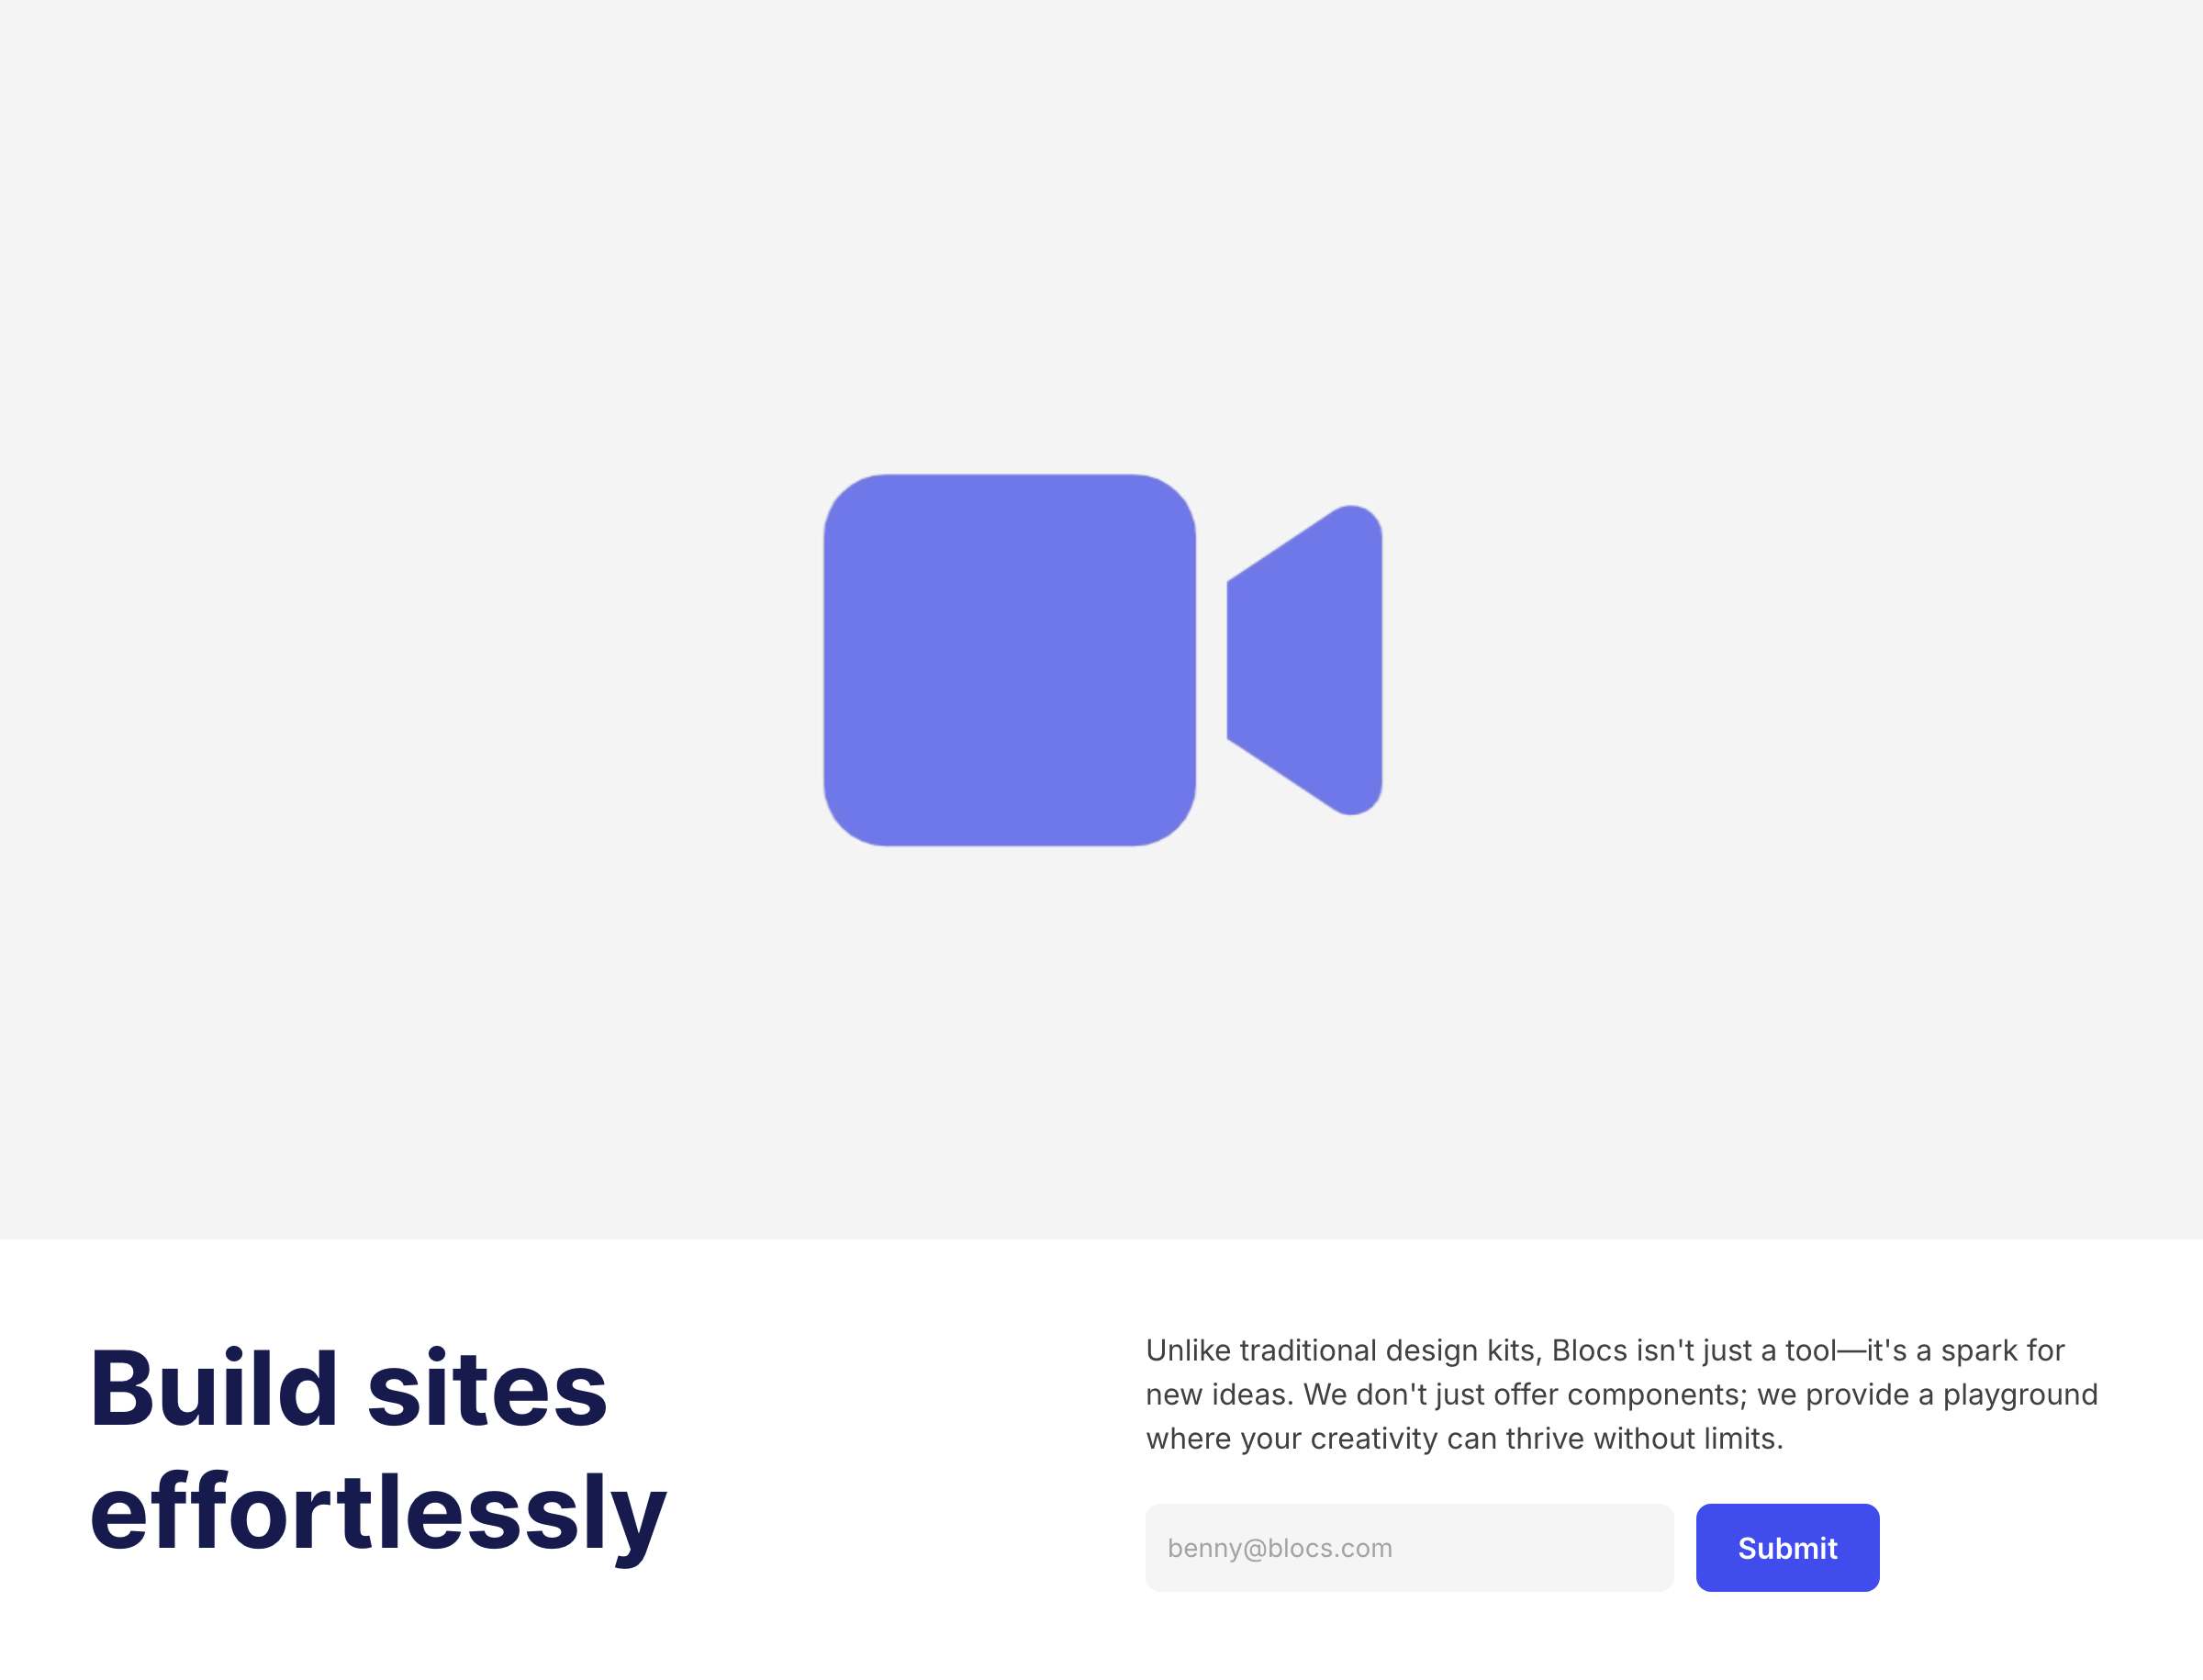 Build sites
effortlessly
Unlike traditional design kits, Blocs isn't just a tool—it's a spark for
new ideas. We don't just offer components; we provide a playground
where your creativity can thrive without limits.
benny@blocs.com
Submit